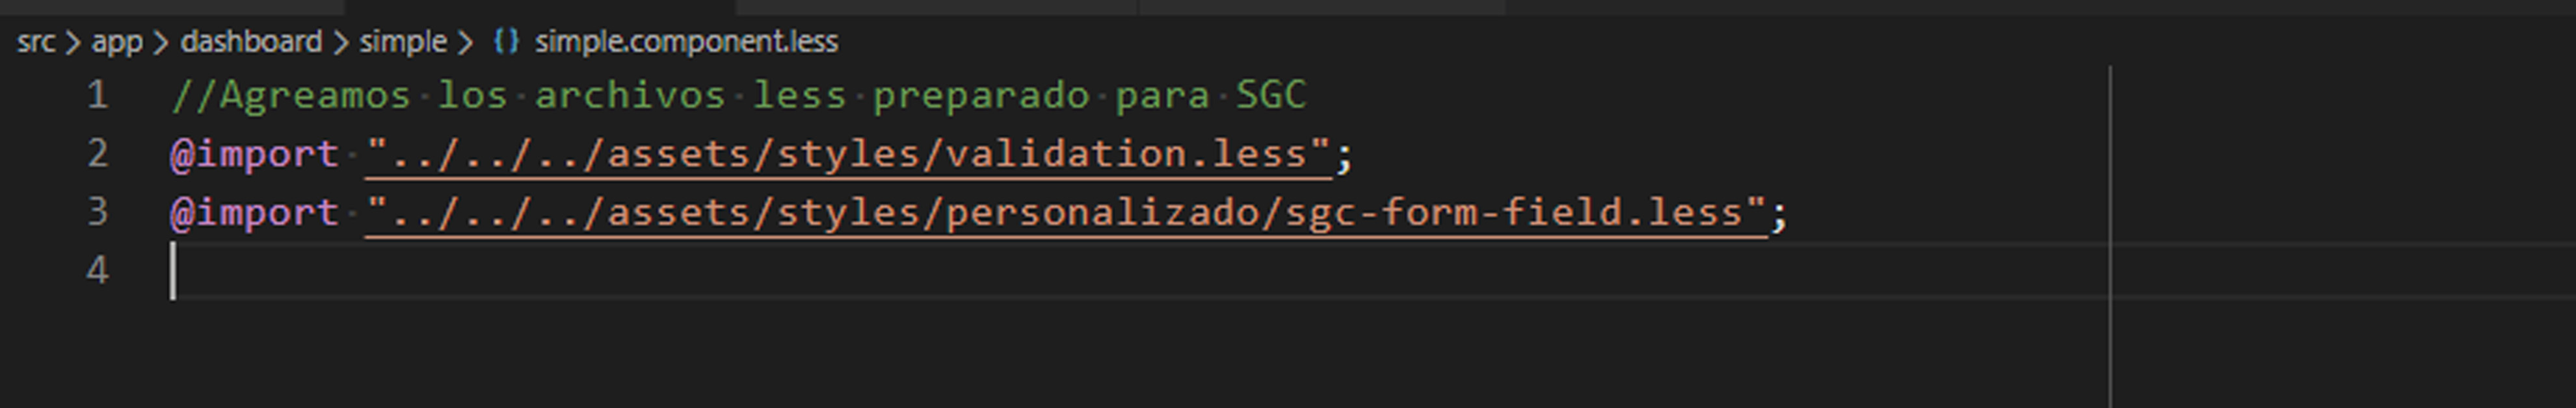 src > app > dashboard > simple > {} simple.component.less
1 //Agreamos los archivos less preparado para SGC
2 @import "../../../assets/styles/validation.less";
3 @import "../../../assets/styles/personalizado/sgc-form-field.less";
4